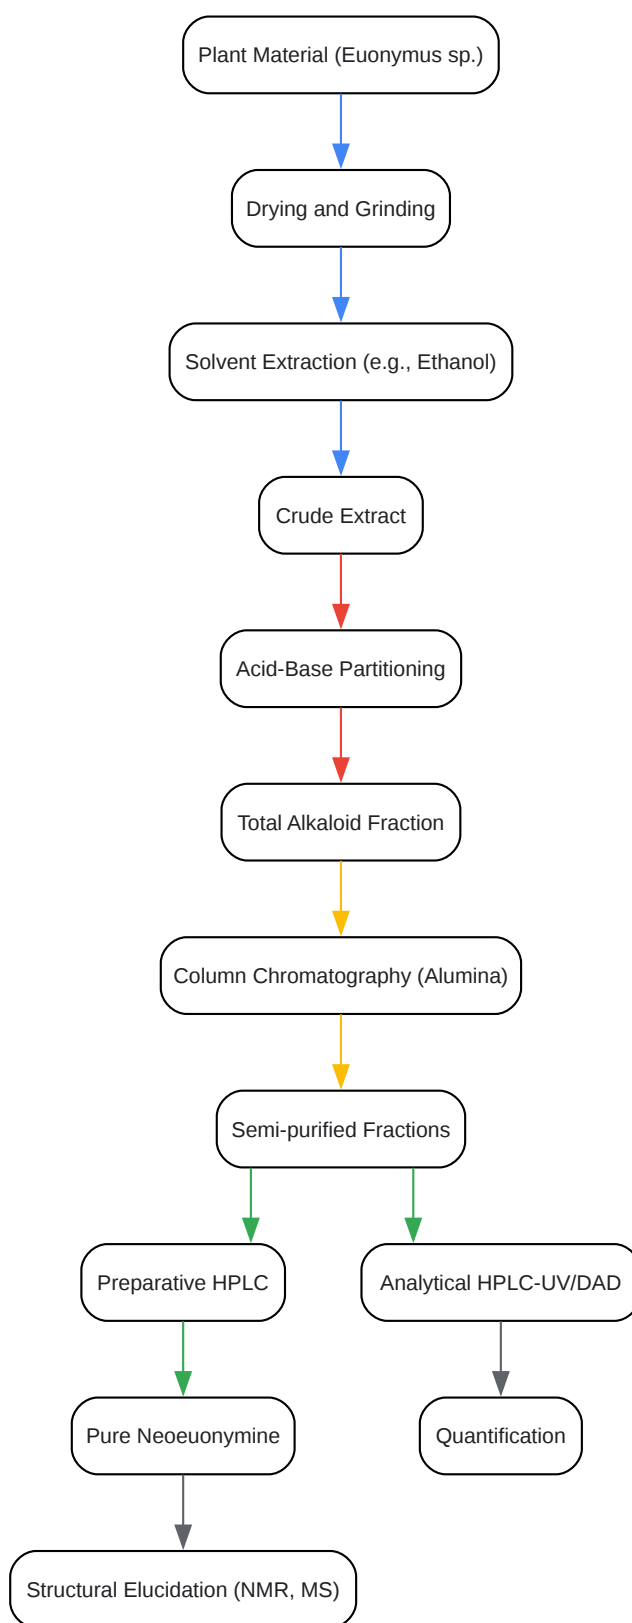 Plant Material (Euonymus sp.)
Drying and Grinding
Solvent Extraction (e.g., Ethanol)
Crude Extract
Acid-Base Partitioning
Total Alkaloid Fraction
Column Chromatography (Alumina)
Semi-purified Fractions
Preparative HPLC
Analytical HPLC-UV/DAD
Pure Neoeuonymine
Quantification
Structural Elucidation (NMR, MS)